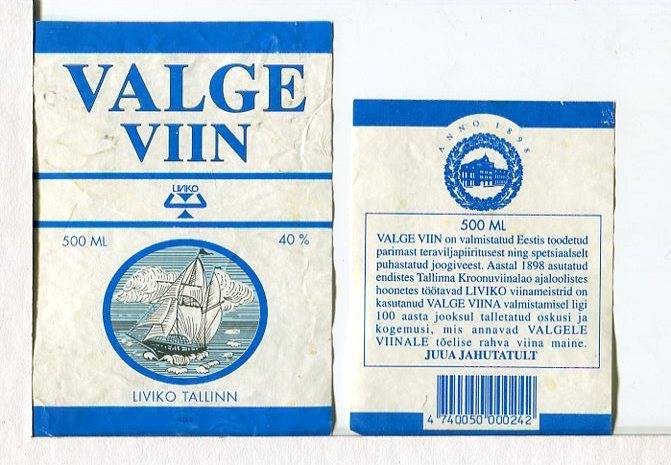 VALGE
VIIN
LIVIKO
500 ML
40 %
LIVIKO TALLINN
ANNO 1898
500 ML
VALGE VIIN on valmistatud Eestis toodetud
parimast teraviljapiiritusest ning spetsiaalselt
puhastatud joogiveest. Aastal 1898 asutatud
endistes Tallinna Kroonuviinalao ajaloolistes
hoonetes töötavad LIVIKO viinameistrid on
kasutanud VALGE VIINA valmistamisel ligi
100 aasta jooksul talletatud oskusi ja
kogemusi, mis annavad VALGELE
VIINALE tõelise rahva viina maine.
JUUA JAHUTATULT
4 740050 000242